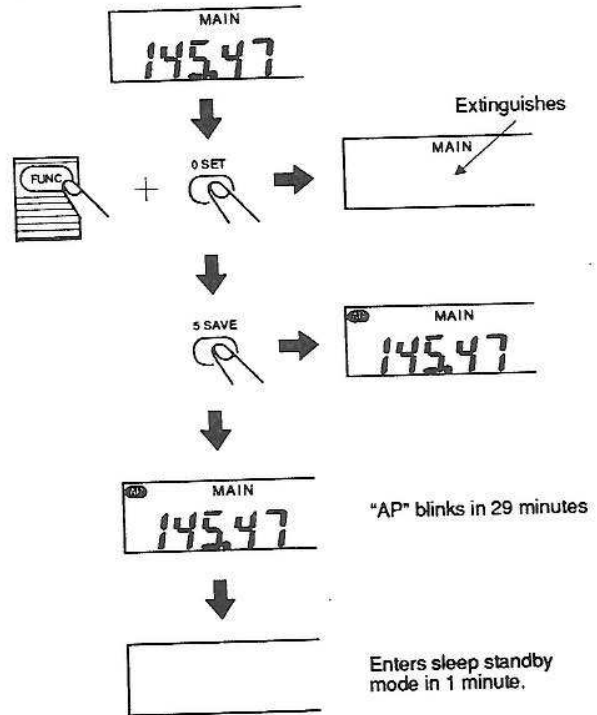 MAIN
145.47
Extinguishes
MAIN
FUNC
+
0 SET
5 SAVE
AP
MAIN
145.47
AP
MAIN
145.47
"AP" blinks in 29 minutes
Enters sleep standby
mode in 1 minute.